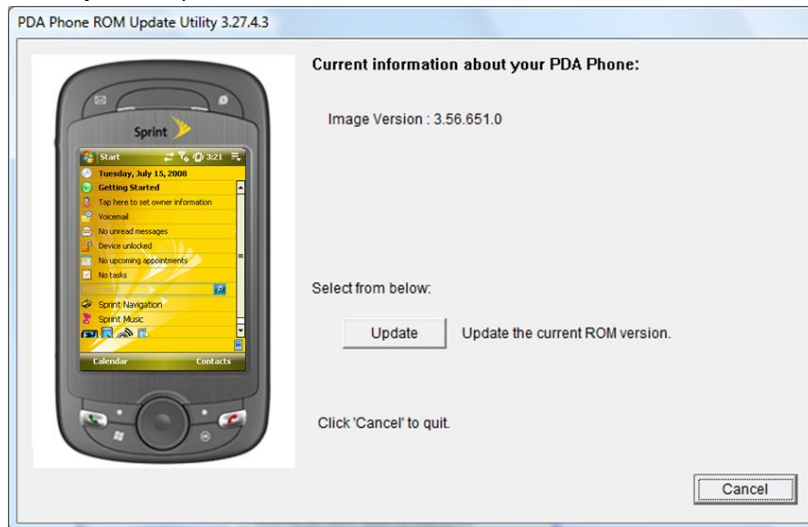 PDA Phone ROM Update Utility 3.27.4.3
Current information about your PDA Phone:
Image Version : 3.56.651.0
Sprint
Start 3:21
Tuesday, July 15, 2008
Getting Started
Tap here to set owner information
Voicemail
No unread messages
Device unlocked
No upcoming appointments
No tasks
Sprint Navigation
Sprint Music
Calendar Contacts
Select from below:
Update Update the current ROM version.
Click 'Cancel' to quit.
Cancel